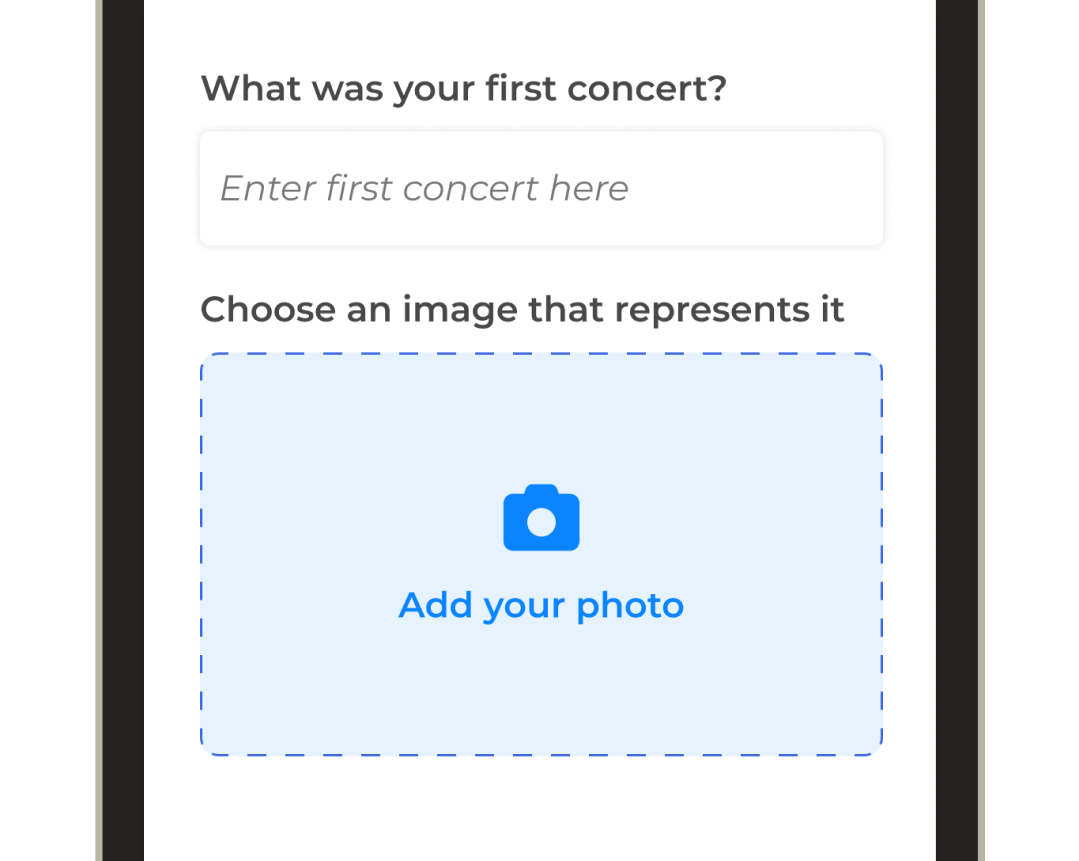 What was your first concert?
Enter first concert here
Choose an image that represents it
Add your photo